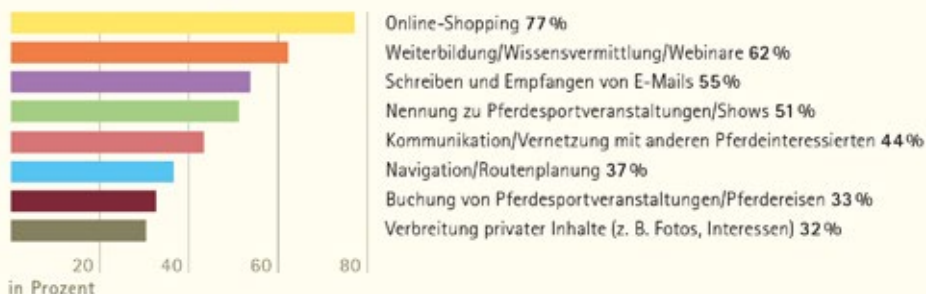 Online-Shopping 77 %
Weiterbildung/Wissensvermittlung/Webinare 62 %
Schreiben und Empfangen von E-Mails 55 %
Nennung zu Pferdesportveranstaltungen/Shows 51 %
Kommunikation/Vernetzung mit anderen Pferdeinteressierten 44 %
Navigation/Routenplanung 37 %
Buchung von Pferdesportveranstaltungen/Pferdereisen 33 %
Verbreitung privater Inhalte (z. B. Fotos, Interessen) 32 %
20 40 60 80
in Prozent